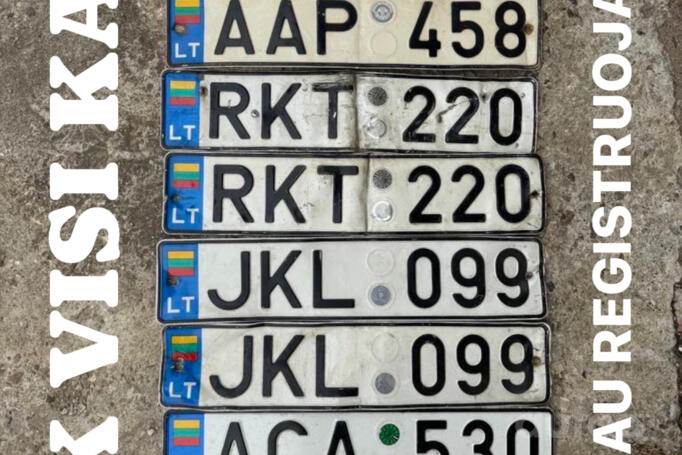 LT AAP 458
LT RKT 220
LT RKT 220
LT JKL 099
LT JKL 099
ACA 530
VISI KA
AU REGISTRUOJA